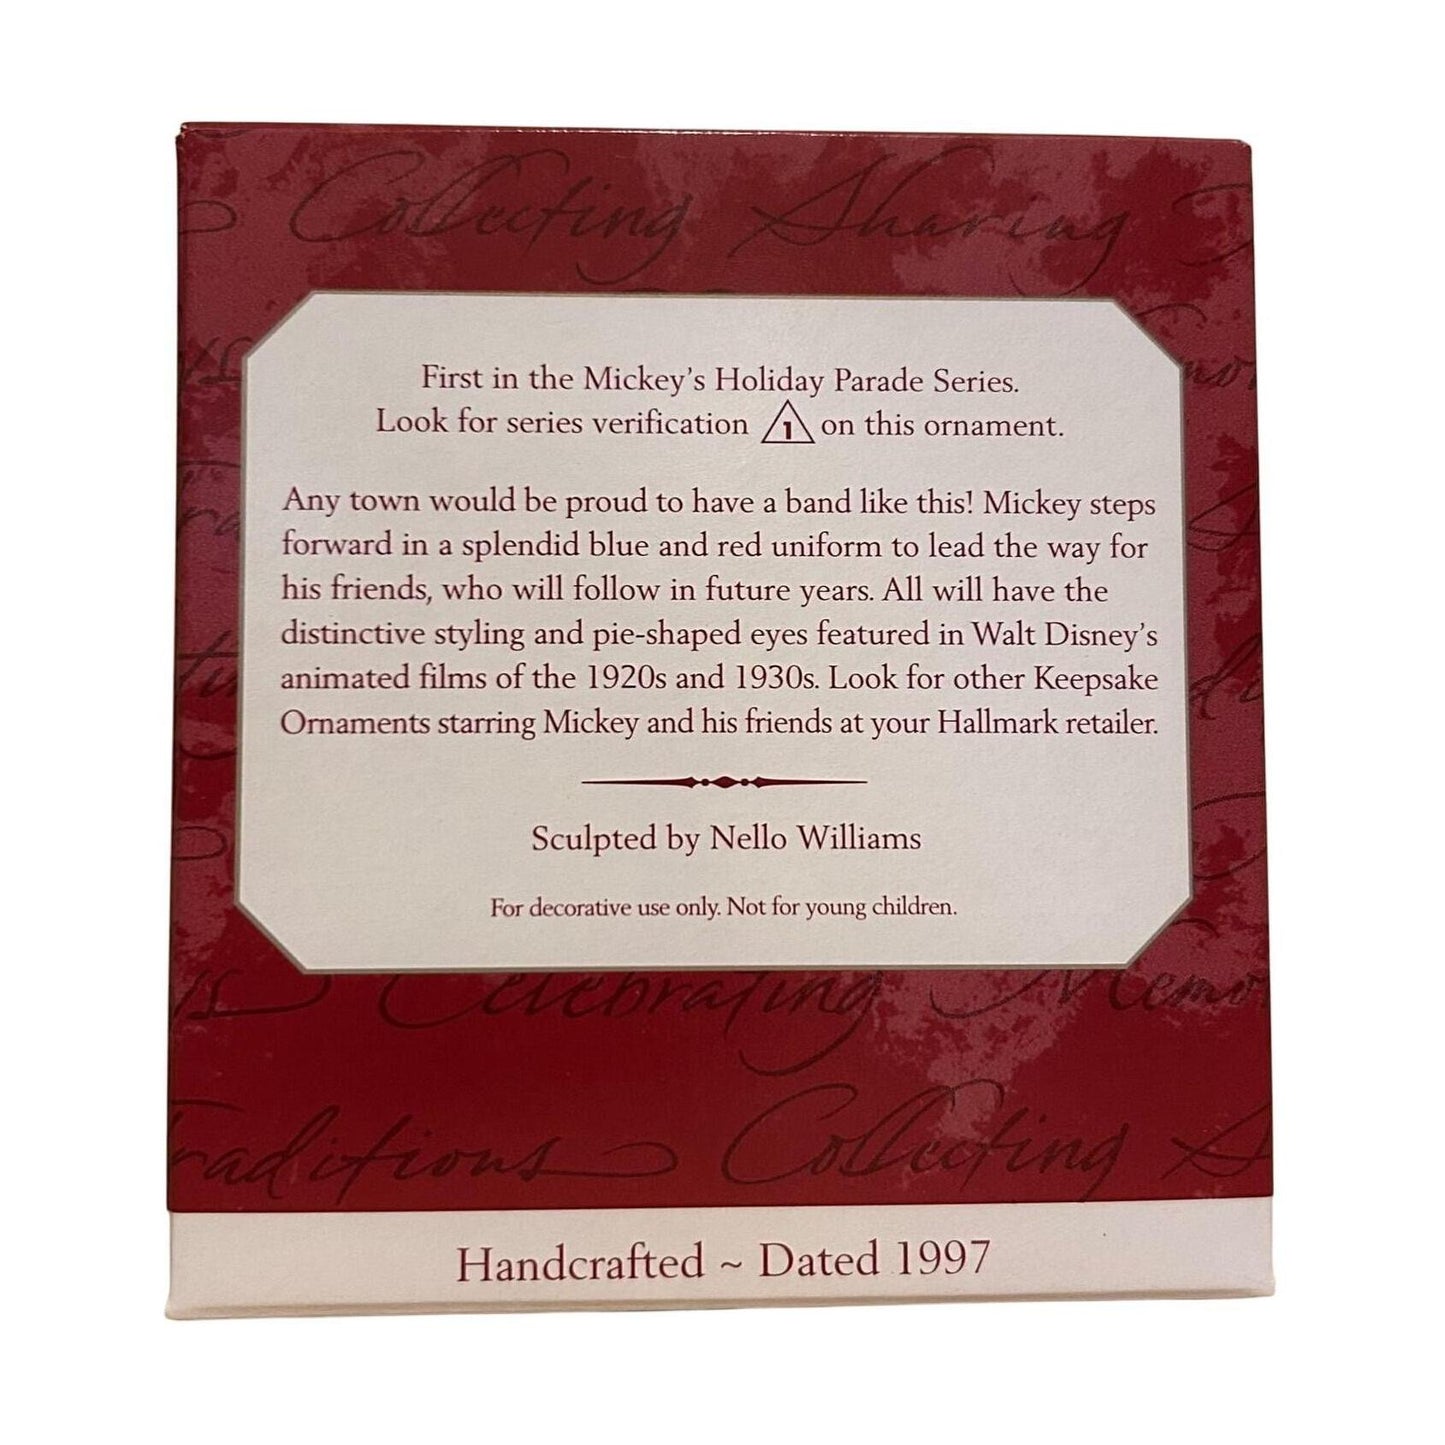 Collecting Sharing
First in the Mickey's Holiday Parade Series.
Look for series verification 1 on this ornament.
Any town would be proud to have a band like this! Mickey steps
forward in a splendid blue and red uniform to lead the way for
his friends, who will follow in future years. All will have the
distinctive styling and pie-shaped eyes featured in Walt Disney's
animated films of the 1920s and 1930s. Look for other Keepsake
Ornaments starring Mickey and his friends at your Hallmark retailer.
Sculpted by Nello Williams
For decorative use only. Not for young children.
Celebrating Memo
Traditions Collecting S
Handcrafted ~ Dated 1997